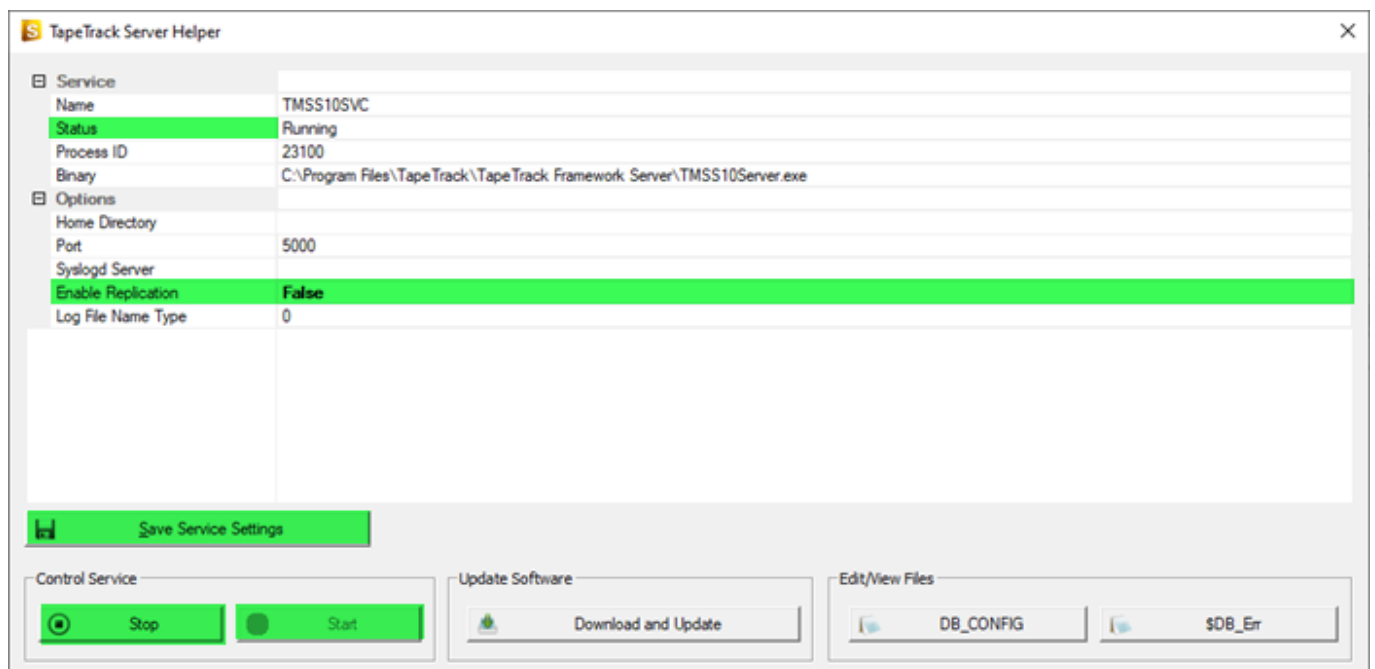 TapeTrack Server Helper
Service
Name TMSS10SVC
Status Running
Process ID 23100
Binary C:\Program Files\TapeTrack\TapeTrack Framework Server\TMSS10Server.exe
Options
Home Directory
Port 5000
Syslogd Server
Enable Replication False
Log File Name Type 0
Save Service Settings
Control Service Update Software Edit/View Files
Stop Start Download and Update DB_CONFIG $DB_Err